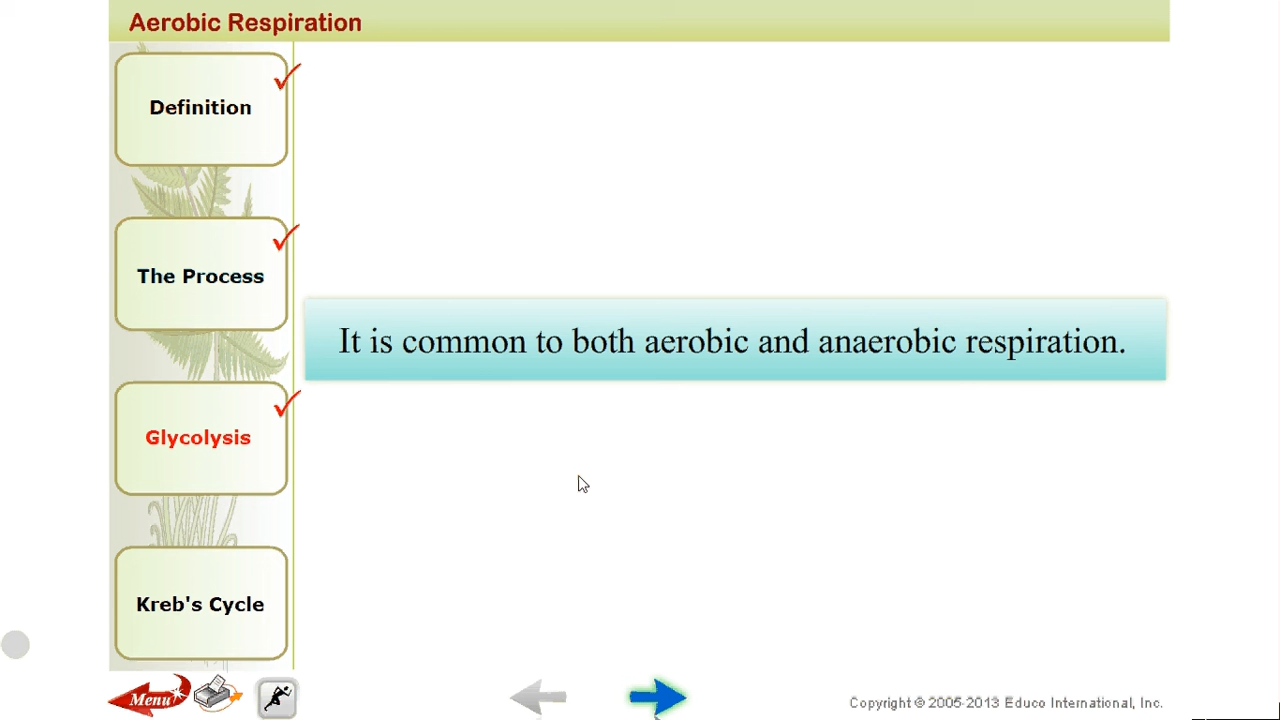 Aerobic Respiration
Definition
The Process
It is common to both aerobic and anaerobic respiration.
Glycolysis
Kreb's Cycle
Menu
Copyright © 2005-2013 Educo International, Inc.